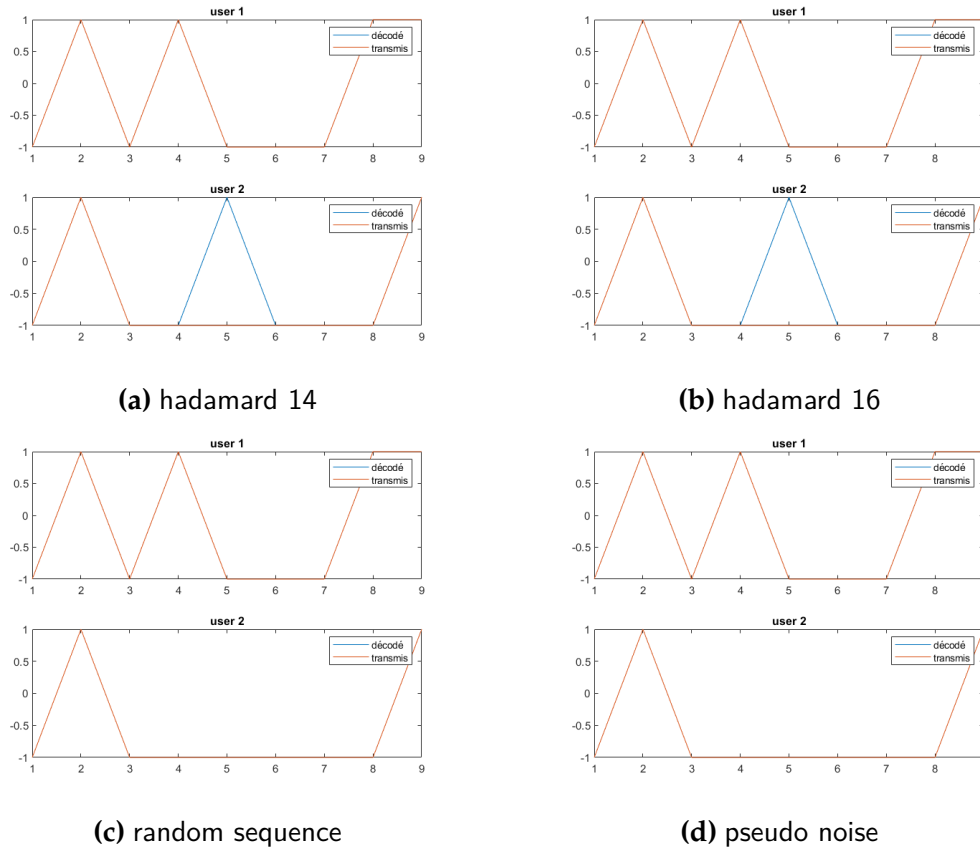 user 1
1
0.5
0
-0.5
-1
décodé
transmis
1 2 3 4 5 6 7 8 9
user 2
1
0.5
0
-0.5
-1
décodé
transmis
1 2 3 4 5 6 7 8 9
(a) hadamard 14
user 1
1
0.5
0
-0.5
-1
décodé
transmis
1 2 3 4 5 6 7 8
user 2
1
0.5
0
-0.5
-1
décodé
transmis
1 2 3 4 5 6 7 8
(b) hadamard 16
user 1
1
0.5
0
-0.5
-1
décodé
transmis
1 2 3 4 5 6 7 8 9
user 2
1
0.5
0
-0.5
-1
décodé
transmis
1 2 3 4 5 6 7 8 9
(c) random sequence
user 1
1
0.5
0
-0.5
-1
décodé
transmis
1 2 3 4 5 6 7 8
user 2
1
0.5
0
-0.5
-1
décodé
transmis
1 2 3 4 5 6 7 8
(d) pseudo noise